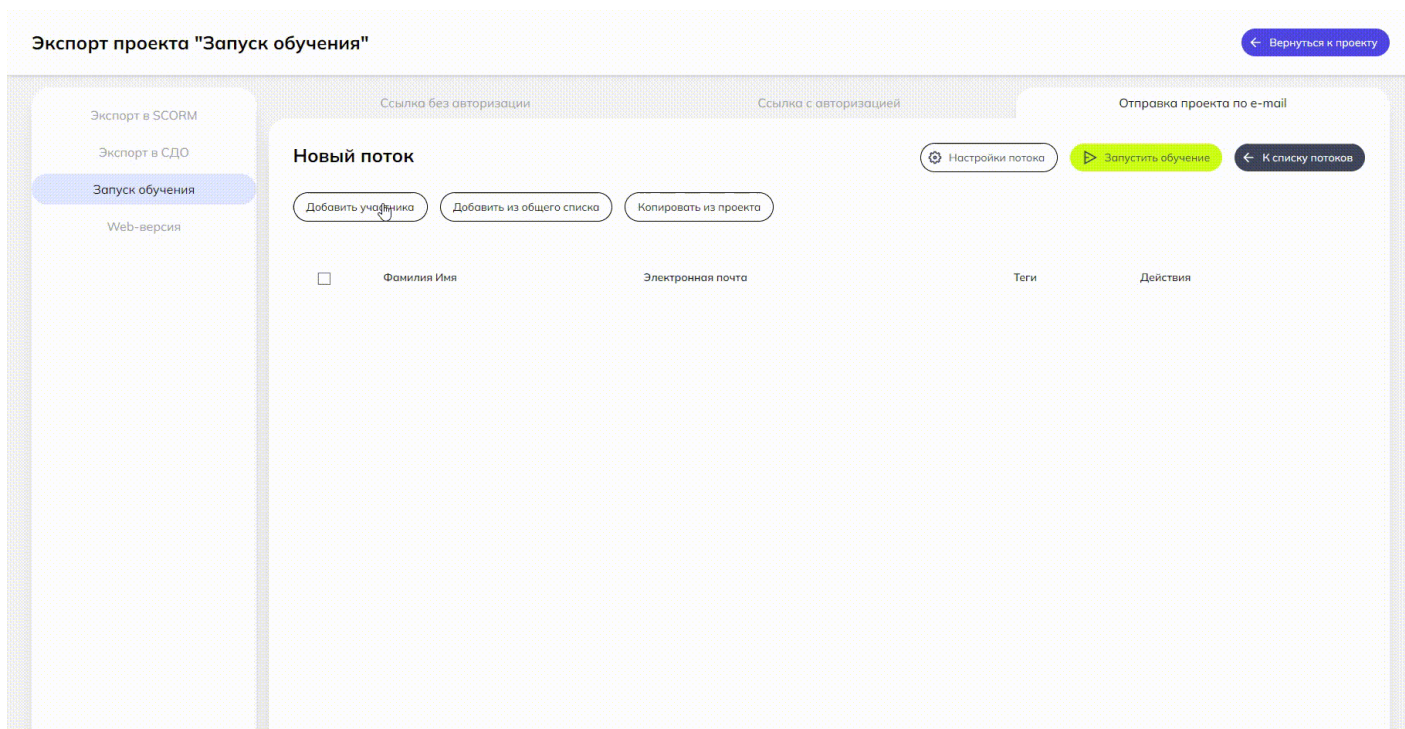 Экспорт проекта "Запуск обучения"
Вернуться к проекту
Экспорт в SCORM
Экспорт в СДО
Запуск обучения
Web-версия
Ссылка без авторизации
Ссылка с авторизацией
Отправка проекта по e-mail
Новый поток
Настройки потока
Запустить обучение
К списку потоков
Добавить участника
Добавить из общего списка
Копировать из проекта
Фамилия Имя
Электронная почта
Теги
Действия